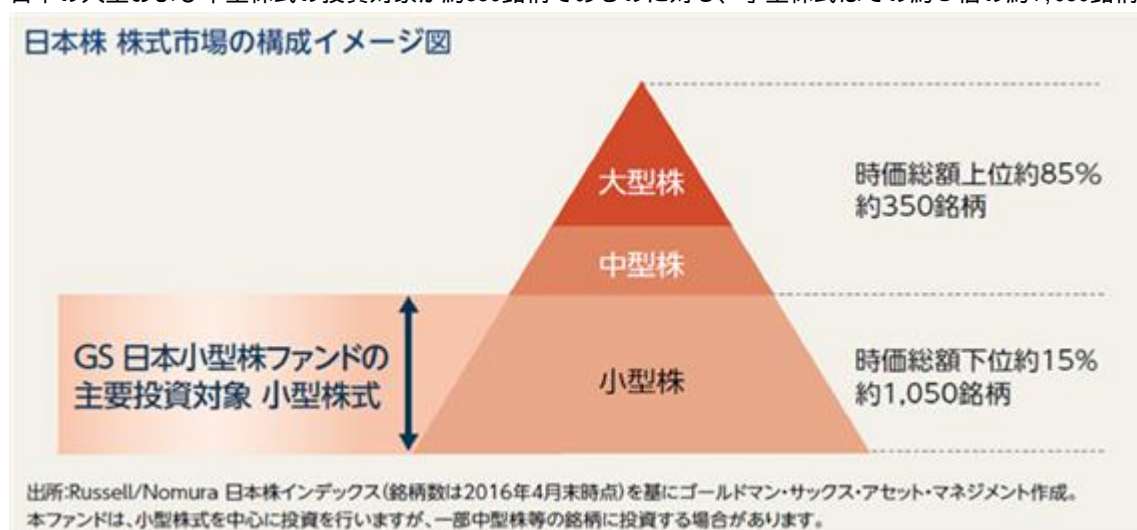 日本株 株式市場の構成イメージ図
大型株
時価総額上位約85%
約350銘柄
中型株
GS 日本小型株ファンドの
主要投資対象 小型株式
小型株
時価総額下位約15%
約1,050銘柄
出所:Russell/Nomura 日本株インデックス(銘柄数は2016年4月末時点)を基にゴールドマン・サックス・アセット・マネジメント作成。
本ファンドは、小型株式を中心に投資を行いますが、一部中型株等の銘柄に投資する場合があります。